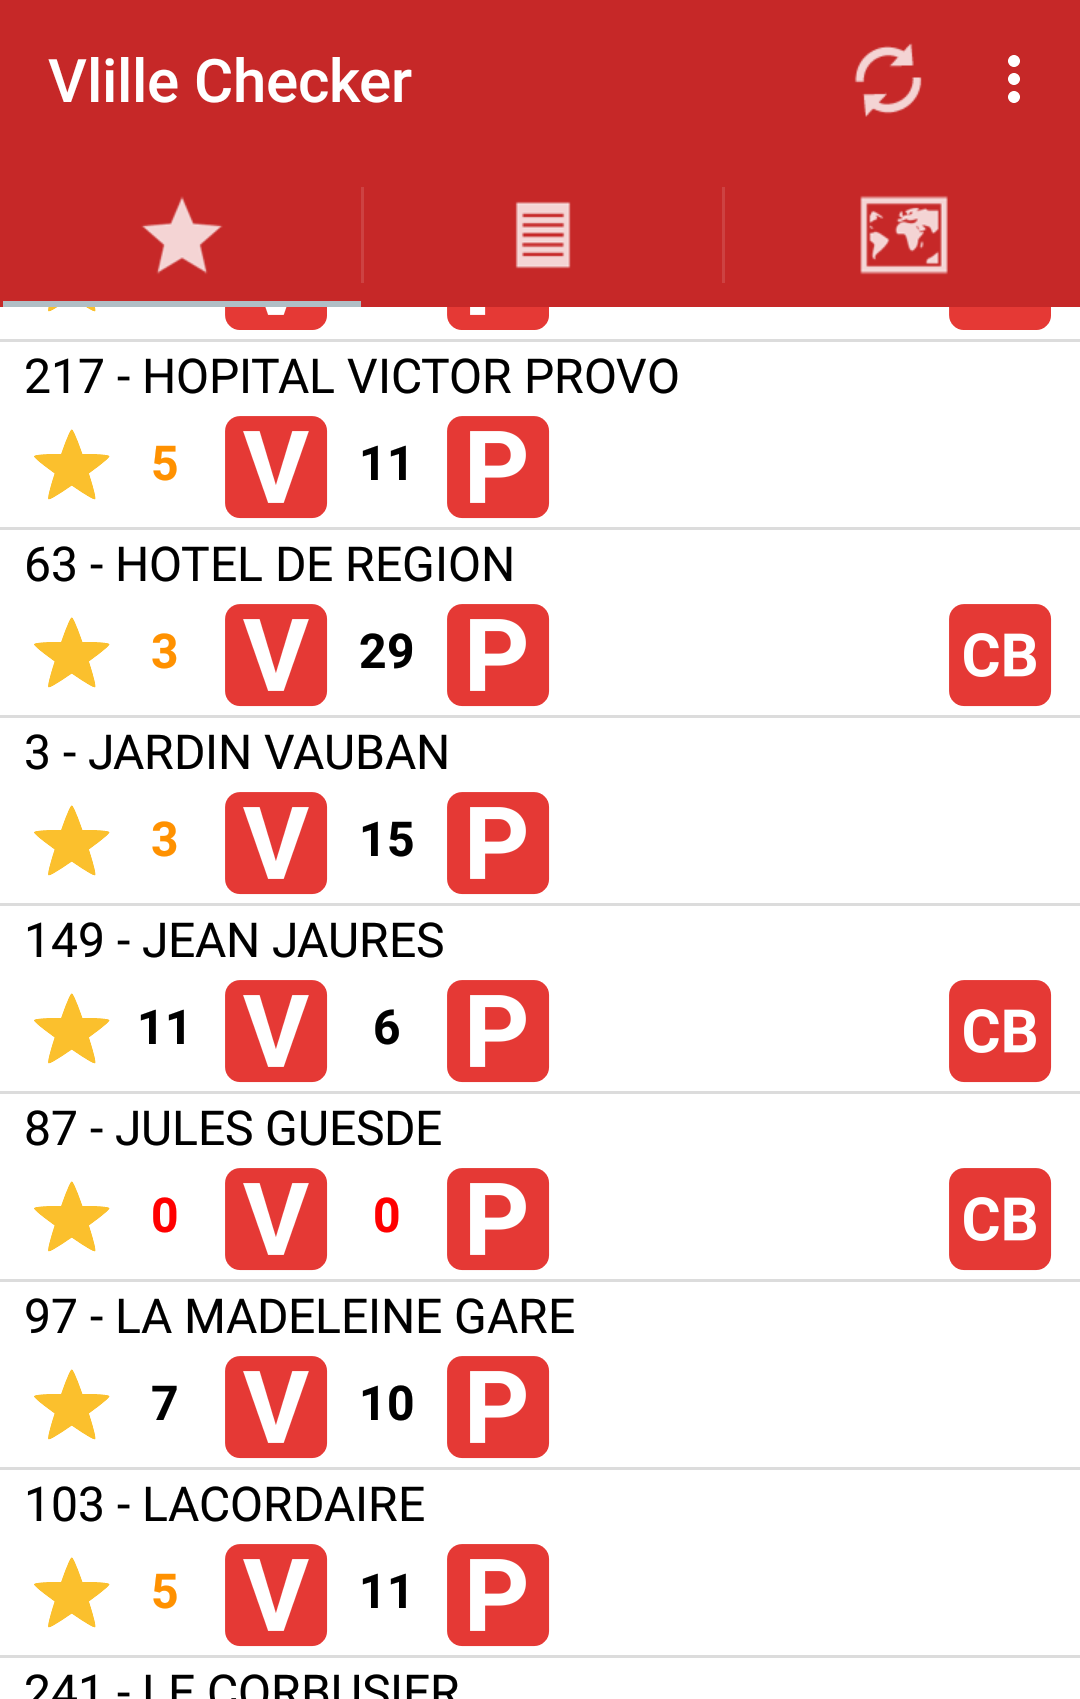 Vlille Checker
217 - HOPITAL VICTOR PROVO
5 V 11 P
63 - HOTEL DE REGION
3 V 29 P CB
3 - JARDIN VAUBAN
3 V 15 P
149 - JEAN JAURES
11 V 6 P CB
87 - JULES GUESDE
0 V 0 P CB
97 - LA MADELEINE GARE
7 V 10 P
103 - LACORDAIRE
5 V 11 P
241 - LE CORBUSIER